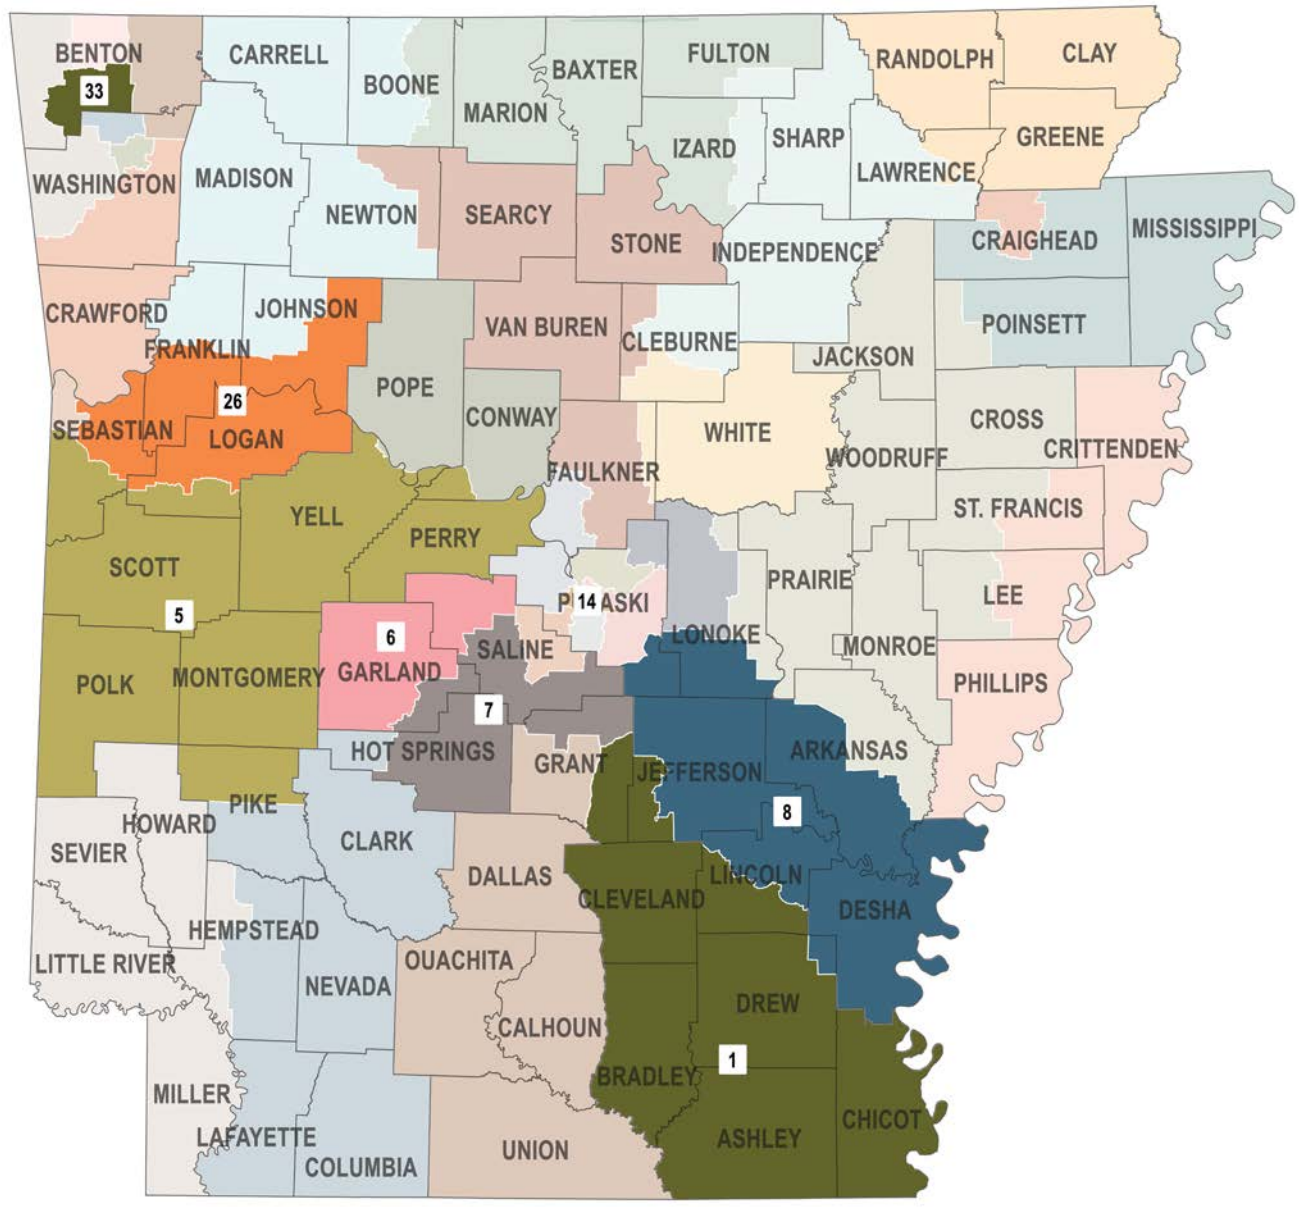 BENTON
CARRELL
BOONE
MARION
BAXTER
FULTON
RANDOLPH
CLAY
33
GREENE
IZARD
SHARP
LAWRENCE
WASHINGTON
MADISON
NEWTON
SEARCY
STONE
INDEPENDENCE
CRAIGHEAD
MISSISSIPPI
CRAWFORD
JOHNSON
FRANKLIN
VAN BUREN
CLEBURNE
JACKSON
POINSETT
26
POPE
CONWAY
SEBASTIAN
LOGAN
WHITE
CROSS
CRITTENDEN
WOODRUFF
FAULKNER
YELL
PERRY
ST. FRANCIS
SCOTT
PRAIRIE
LEE
5
14
PULASKI
6
GARLAND
SALINE
LONOKE
MONROE
POLK
MONTGOMERY
PHILLIPS
7
HOT SPRINGS
GRANT
JEFFERSON
ARKANSAS
8
PIKE
HOWARD
SEVIER
CLARK
DALLAS
CLEVELAND
LINCOLN
DESHA
HEMPSTEAD
LITTLE RIVER
NEVADA
OUACHITA
CALHOUN
DREW
1
BRADLEY
MILLER
LAFAYETTE
COLUMBIA
UNION
ASHLEY
CHICOT